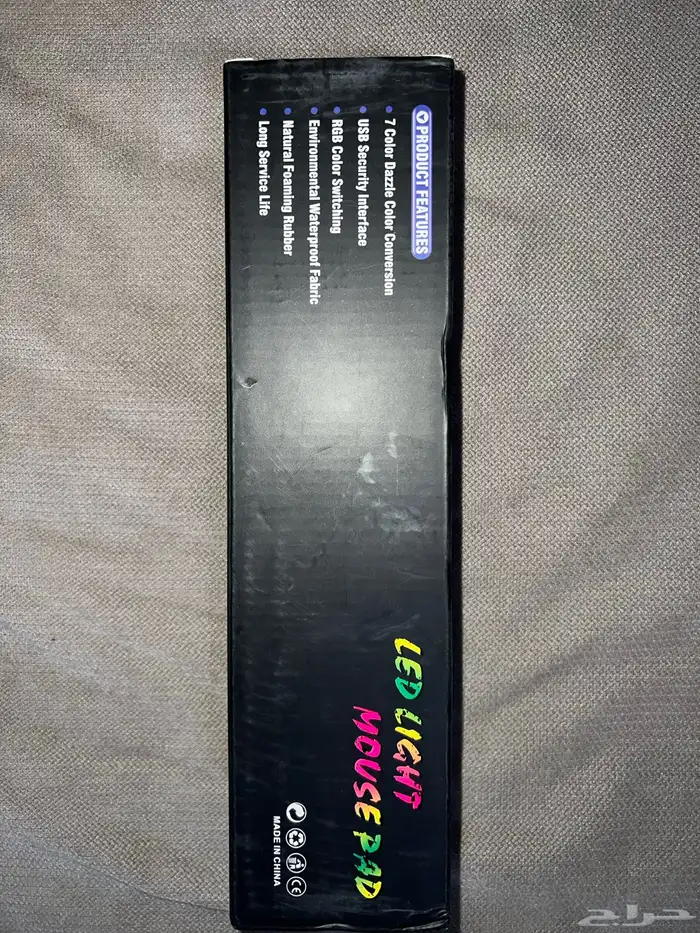 PRODUCT FEATURES
7 Color Dazzle Color Conversion
USB Security Interface
RGB Color Switching
Environmental Waterproof Fabric
Natural Foaming Rubber
Long Service Life
LED LIGHT
MOUSE PAD
CE
MADE IN CHINA
حراج